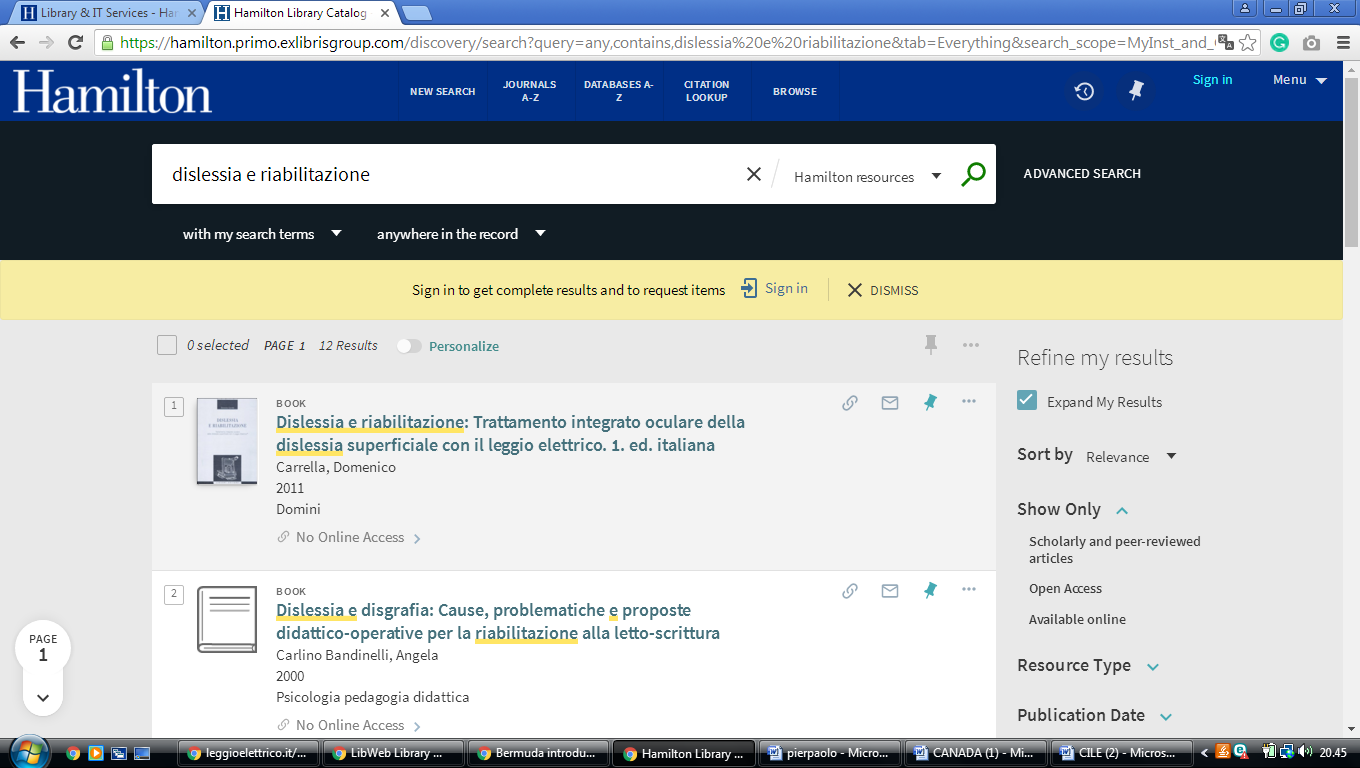 Library & IT Services - Har
Hamilton Library Catalog
https://hamilton.primo.exlibrisgroup.com/discovery/search?query=any,contains,dislessia%20e%20riabilitazione&tab=Everything&search_scope=MyInst_and_
Hamilton
NEW SEARCH
JOURNALS
A-Z
DATABASES A-
Z
CITATION
LOOKUP
BROWSE
Sign in
Menu
dislessia e riabilitazione
Hamilton resources
ADVANCED SEARCH
with my search terms
anywhere in the record
Sign in to get complete results and to request items
Sign in
DISMISS
0 selected PAGE 1 12 Results
Personalize
Refine my results
Expand My Results
Sort by Relevance
Show Only
Scholarly and peer-reviewed
articles
Open Access
Available online
Resource Type
Publication Date
1
DISLESSIA
E RIABILITAZIONE
BOOK
Dislessia e riabilitazione: Trattamento integrato oculare della
dislessia superficiale con il leggio elettrico. 1. ed. italiana
Carrella, Domenico
2011
Domini
No Online Access
2
BOOK
Dislessia e disgrafia: Cause, problematiche e proposte
didattico-operative per la riabilitazione alla letto-scrittura
Carlino Bandinelli, Angela
2000
Psicologia pedagogia didattica
No Online Access
PAGE
1
leggioelettrico.it/
LibWeb Library ...
Bermuda introdu...
Hamilton Library ...
pierpaolo - Micro...
CANADA (1) - Mi...
CILE (2) - Micros...
20.45